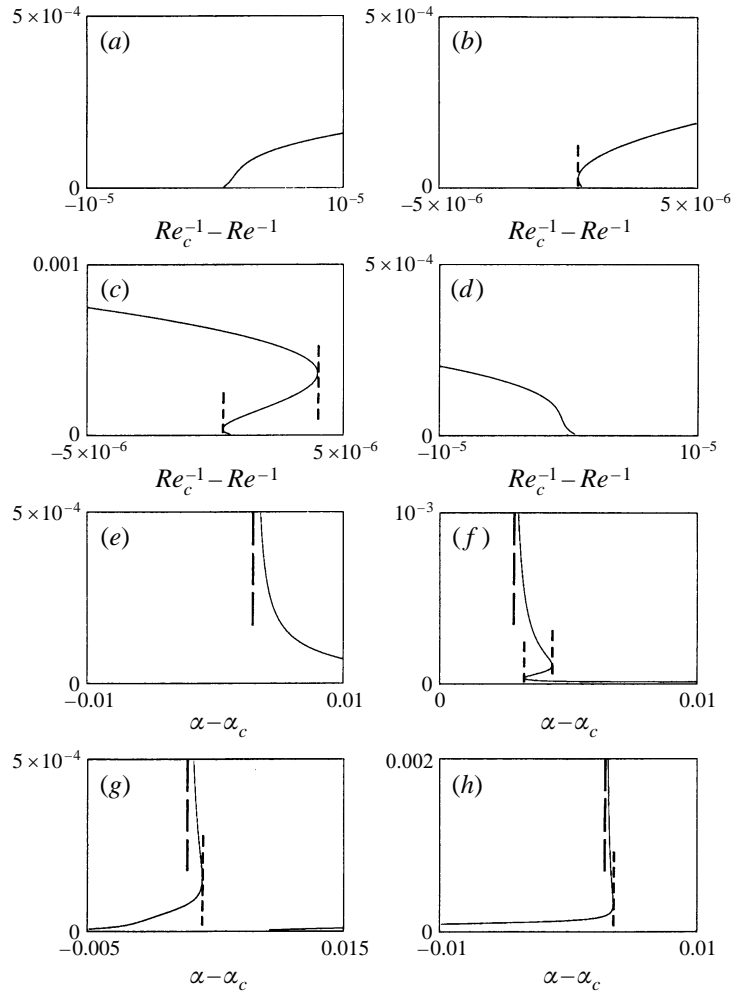 5 × 10⁻⁴
(a)
0
−10⁻⁵
10⁻⁵
Re_c⁻¹ − Re⁻¹
5 × 10⁻⁴
(b)
0
−5 × 10⁻⁶
5 × 10⁻⁶
Re_c⁻¹ − Re⁻¹
0.001
(c)
0
−5 × 10⁻⁶
5 × 10⁻⁶
Re_c⁻¹ − Re⁻¹
5 × 10⁻⁴
(d)
0
−10⁻⁵
10⁻⁵
Re_c⁻¹ − Re⁻¹
5 × 10⁻⁴
(e)
0
−0.01
0.01
α − α_c
10⁻³
(f)
0
0
0.01
α − α_c
5 × 10⁻⁴
(g)
0
−0.005
0.015
α − α_c
0.002
(h)
0
−0.01
0.01
α − α_c